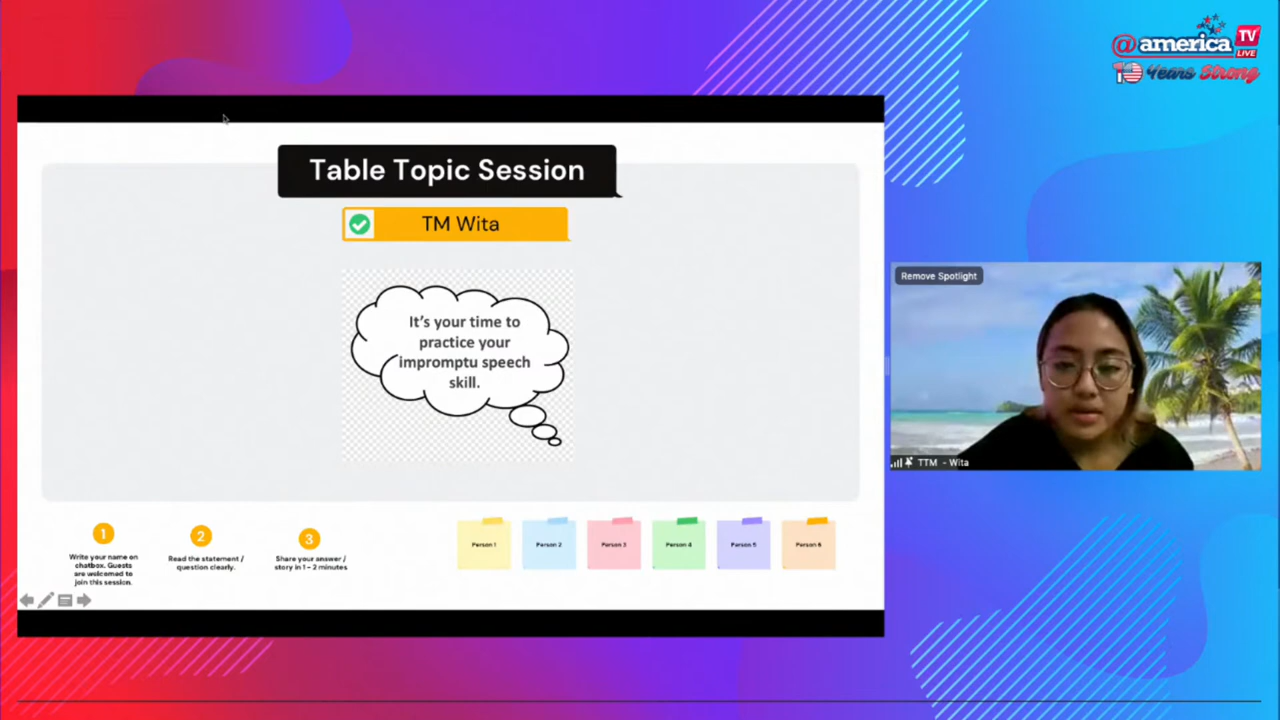 @america TV
LIVE
10 Years Strong
Table Topic Session
TM Wita
It's your time to
practice your
impromptu speech
skill.
Remove Spotlight
TTM - Wita
1
Write your name on
chatbox. Guests
are welcomed to
join this session.
2
Read the statement /
question clearly.
3
Share your answer /
story in 1 - 2 minutes
Person 1
Person 2
Person 3
Person 4
Person 5
Person 6